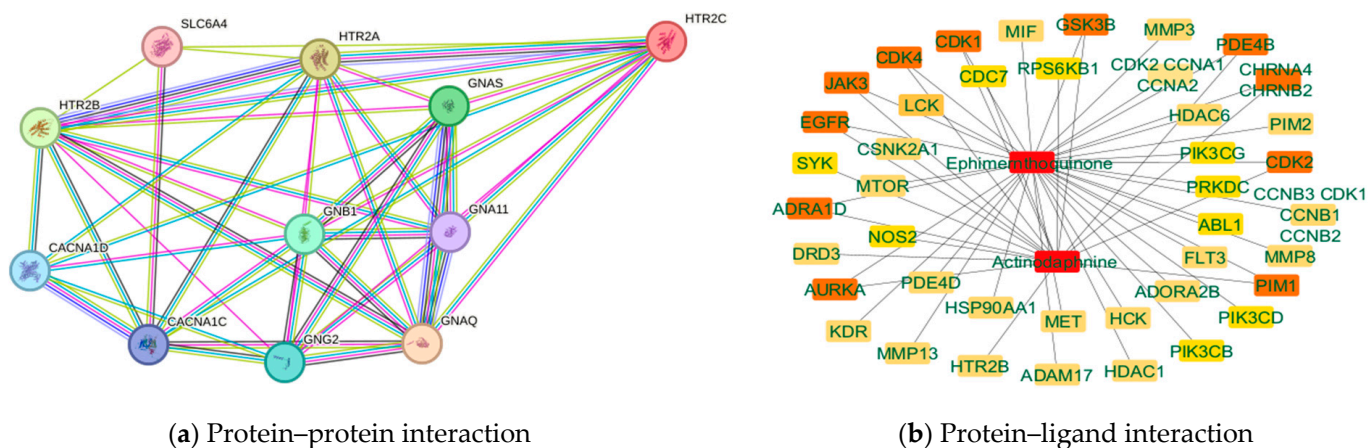 SLC6A4
HTR2C
HTR2A
GNAS
HTR2B
GNB1
GNA11
CACNA1D
CACNA1C
GNG2
GNAQ
(a) Protein–protein interaction
MIF
GSK3B
MMP3
CDK1
PDE4B
CDK4
CDC7
RPS6KB1
CDK2 CCNA1
CCNA2
CHRNA4
CHRNB2
JAK3
LCK
HDAC6
PIM2
EGFR
CSNK2A1
Ephimernthoquinone
PIK3CG
CDK2
SYK
MTOR
PRKDC
CCNB3 CDK1
CCNB1
CCNB2
ADRA1D
NOS2
ABL1
DRD3
Actinodaphnine
FLT3
MMP8
AURKA
PDE4D
HSP90AA1
ADORA2B
PIM1
KDR
MET
HCK
PIK3CD
MMP13
HTR2B
ADAM17
HDAC1
PIK3CB
(b) Protein–ligand interaction